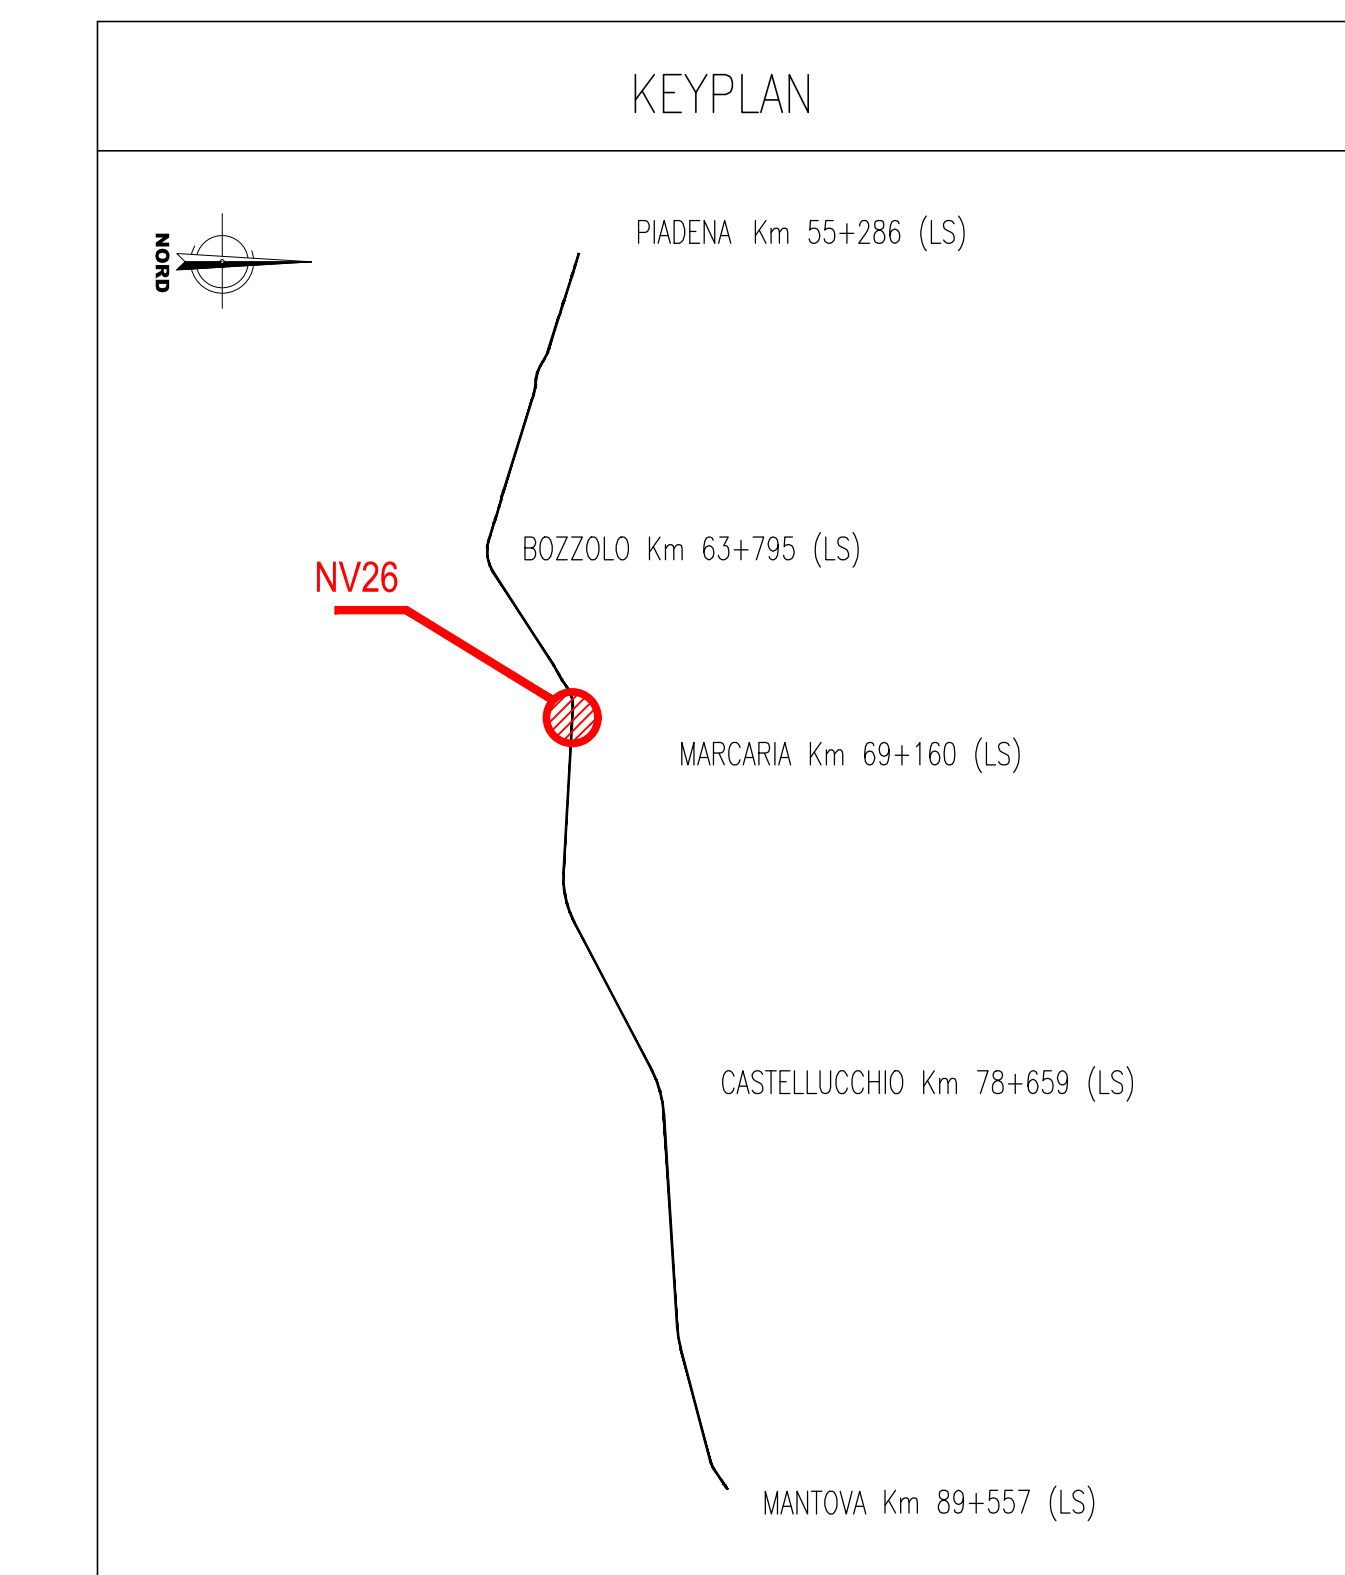 KEYPLAN
NORD
PIADENA Km 55+286 (LS)
BOZZOLO Km 63+795 (LS)
NV26
MARCARIA Km 69+160 (LS)
CASTELLUCCHIO Km 78+659 (LS)
MANTOVA Km 89+557 (LS)